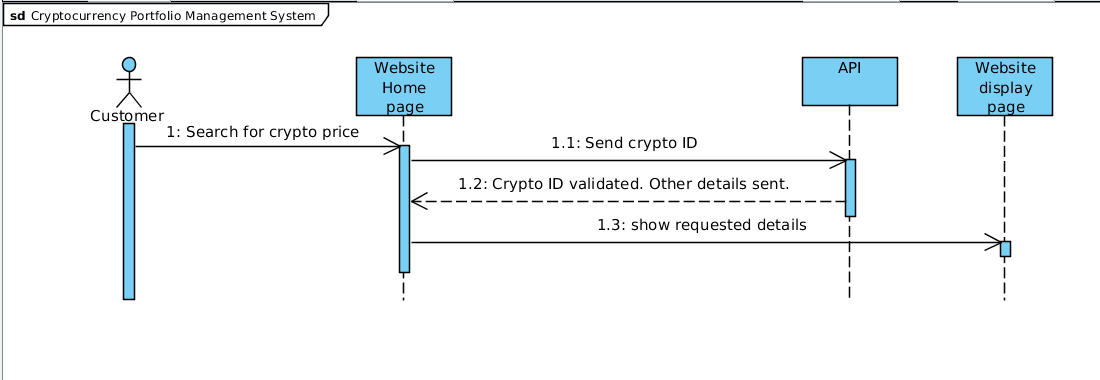 sd Cryptocurrency Portfolio Management System
Customer
Website
Home
page
API
Website
display
page
1: Search for crypto price
1.1: Send crypto ID
1.2: Crypto ID validated. Other details sent.
1.3: show requested details